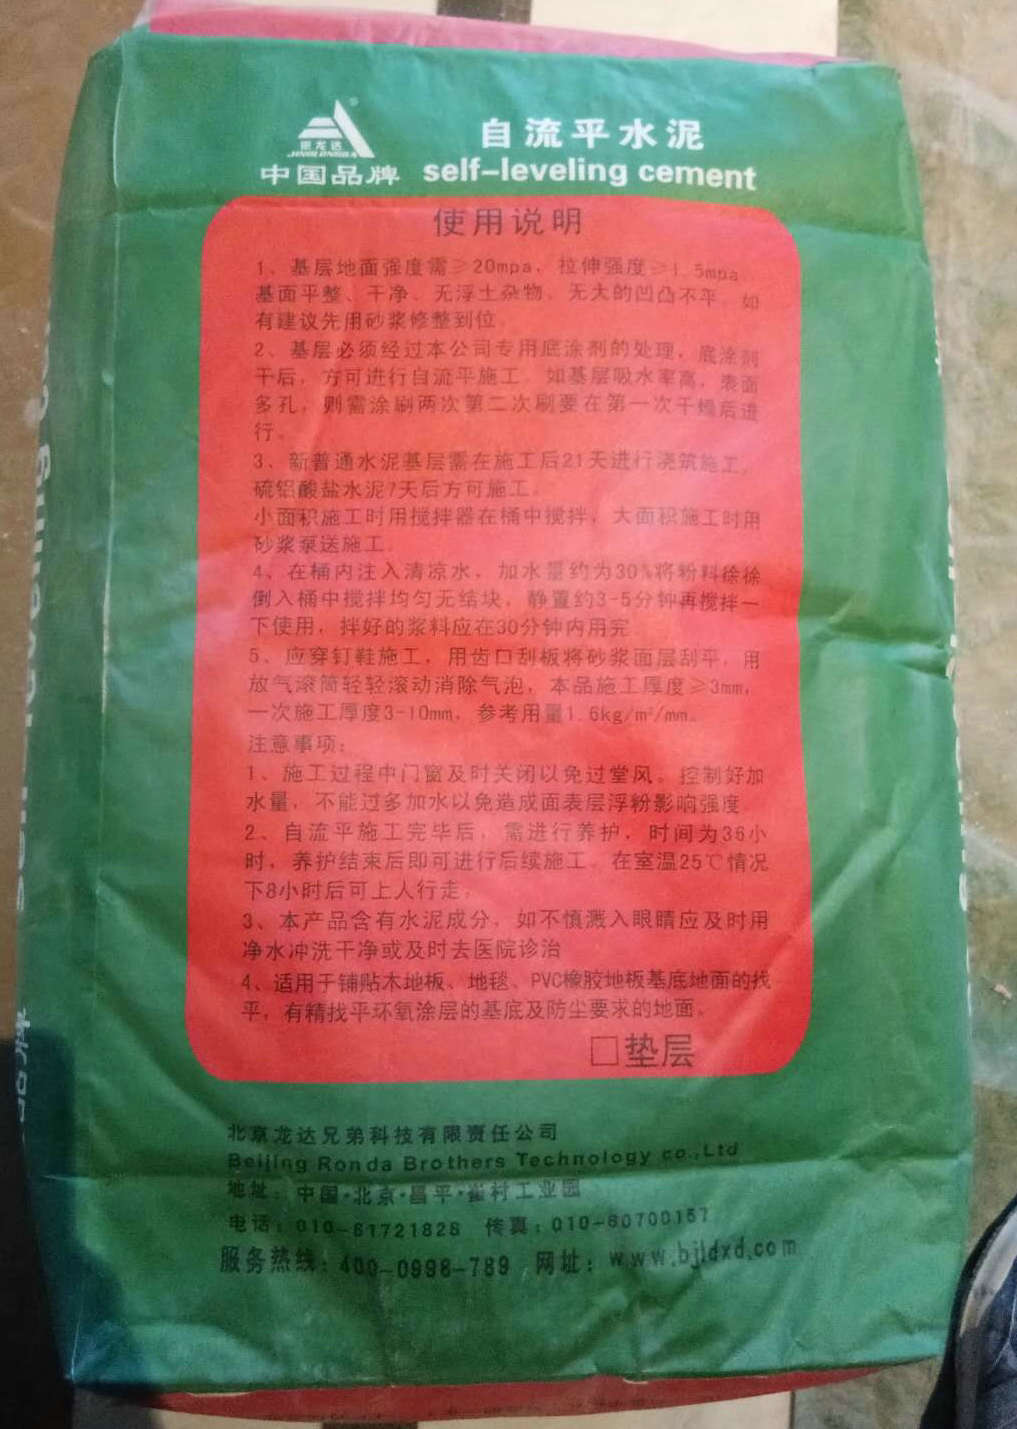 自流平水泥
龙达
中国品牌 self-leveling cement
使用说明
1、基层地面强度需≥20mpa、拉伸强度≥1.5mpa、
基面平整、干净、无浮土杂物、无大的凹凸不平，如
有建议先用砂浆修整到位。
2、基层必须经过本公司专用底涂剂的处理，底涂剂
干后，方可进行自流平施工。如基层吸水率高，表面
多孔，则需涂刷两次第二次刷要在第一次干燥后进
行。
3、新普通水泥基层需在施工后21天进行浇筑施工，
硫铝酸盐水泥7天后方可施工。
小面积施工时用搅拌器在桶中搅拌，大面积施工时用
砂浆泵送施工。
4、在桶内注入清凉水，加水量约为30%将粉料徐徐
倒入桶中搅拌均匀无结块，静置约3-5分钟再搅拌一
下使用，拌好的浆料应在30分钟内用完
5、应穿钉鞋施工，用齿口刮板将砂浆面层刮平，用
放气滚筒轻轻滚动消除气泡，本品施工厚度≥3mm，
一次施工厚度3-10mm，参考用量1.6kg/m²/mm。
注意事项：
1、施工过程中门窗及时关闭以免过堂风。控制好加
水量，不能过多加水以免造成面表层浮粉影响强度
2、自流平施工完毕后，需进行养护，时间为36小
时，养护结束后即可进行后续施工。在室温25℃情况
下8小时后可上人行走。
3、本产品含有水泥成分，如不慎溅入眼睛应及时用
净水冲洗干净或及时去医院诊治
4、适用于铺贴木地板、地毯、PVC橡胶地板基底地面的找
平，有精找平环氧涂层的基底及防尘要求的地面。
□垫层
北京龙达兄弟科技有限责任公司
Beijing Ronda Brothers Technology co.,Ltd
地址：中国·北京·昌平·崔村工业园
电话：010-61721828 传真：010-60700157
服务热线：400-0998-789 网址：www.bjldxd.com